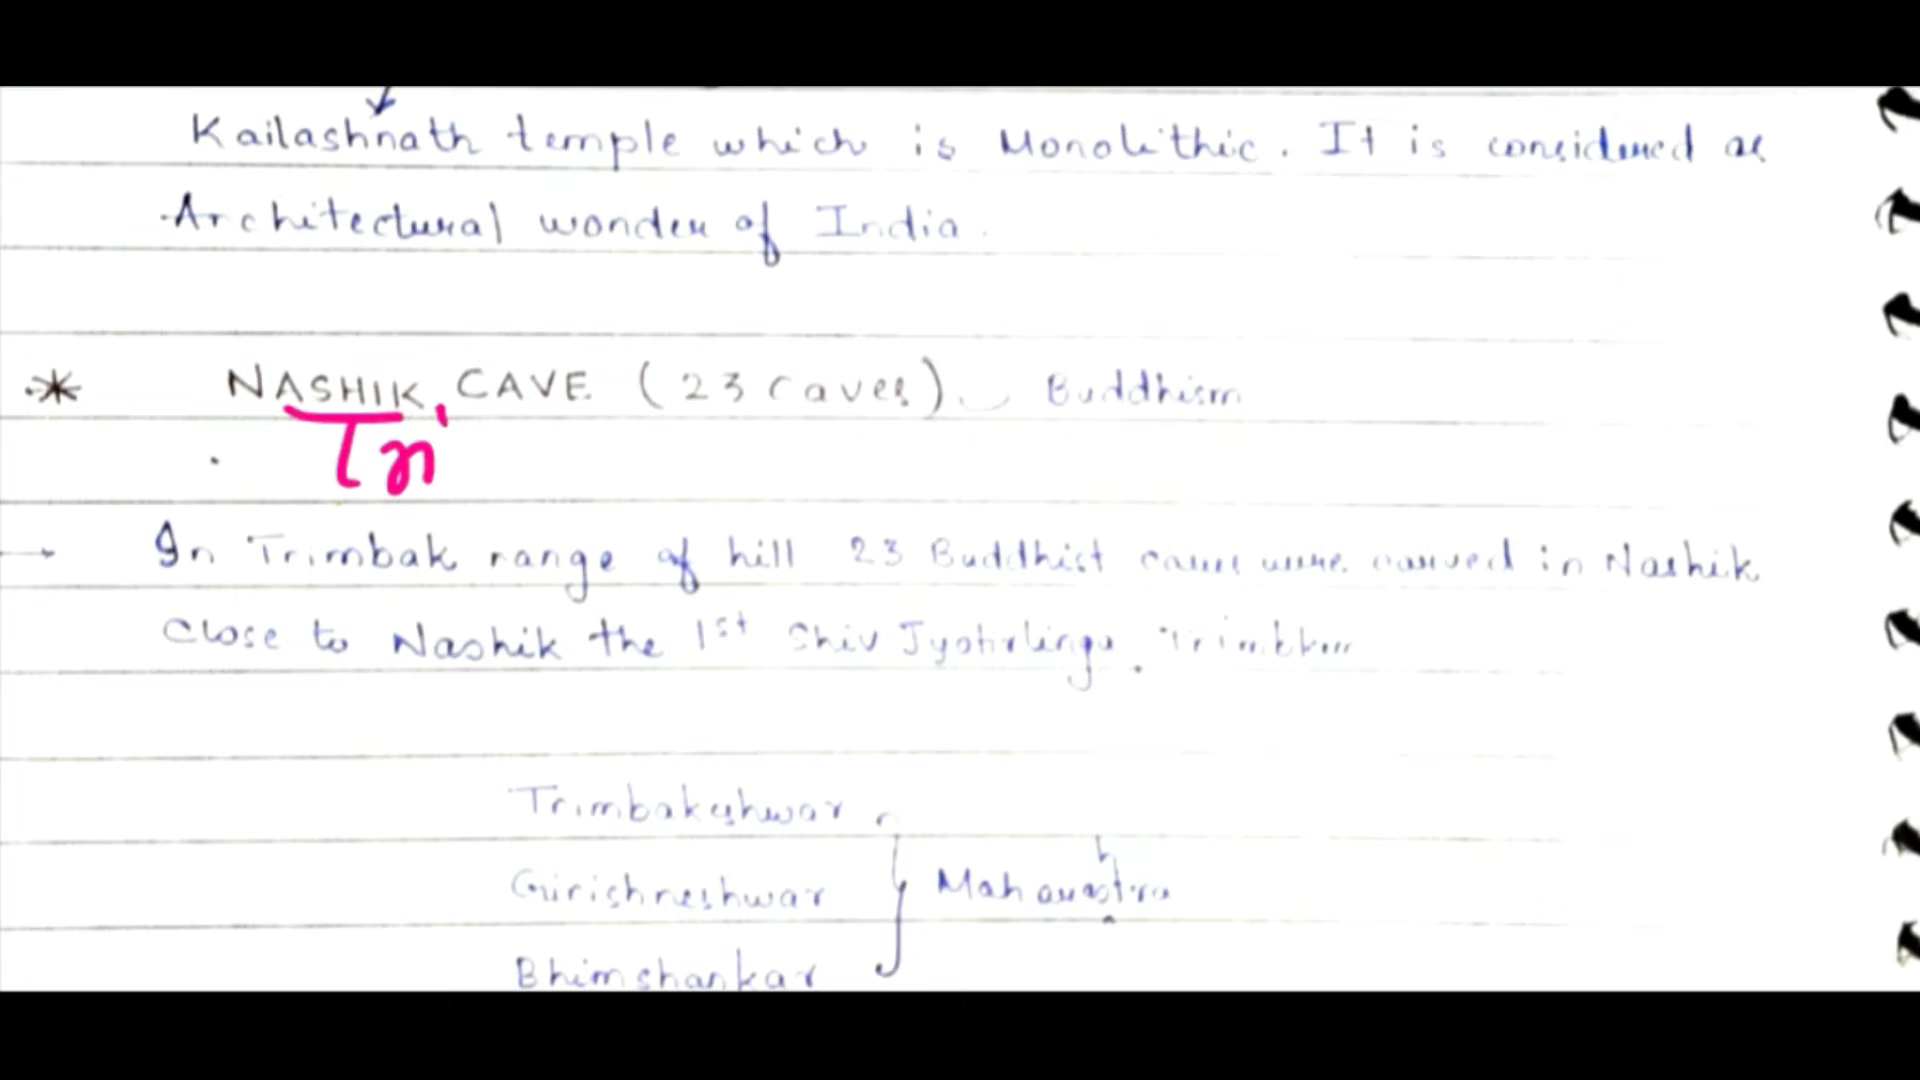 Kailashnath temple which is Monolithic. It is considered as
Architectural wonder of India.
* NASHIK CAVE (23 caves) Buddhism
Tri
→ In Trimbak range of hill 23 Buddhist caves were carved in Nashik
Close to Nashik the 1st Shiv Jyotirlinga
Trimbakeshwar
Girishneshwar Maharastra
Bhimshankar